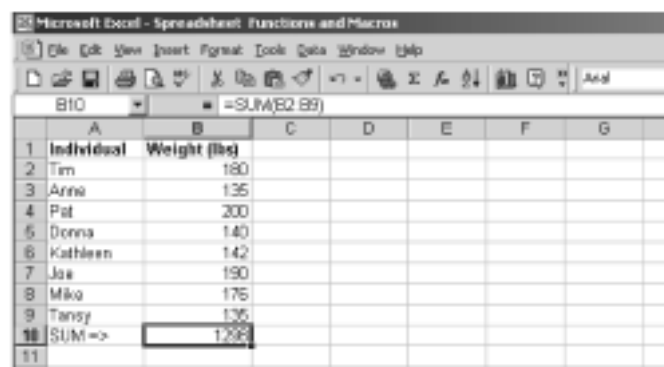 Microsoft Excel - Spreadsheet Functions and Macros
File Edit View Insert Format Tools Data Window Help
Arial
B10 = =SUM(B2:B9)
A B C D E F G
1 Individual Weight (lbs)
2 Tim 180
3 Anne 135
4 Pat 200
5 Donna 140
6 Kathleen 142
7 Joe 190
8 Mike 176
9 Tansy 135
10 SUM => 1298
11